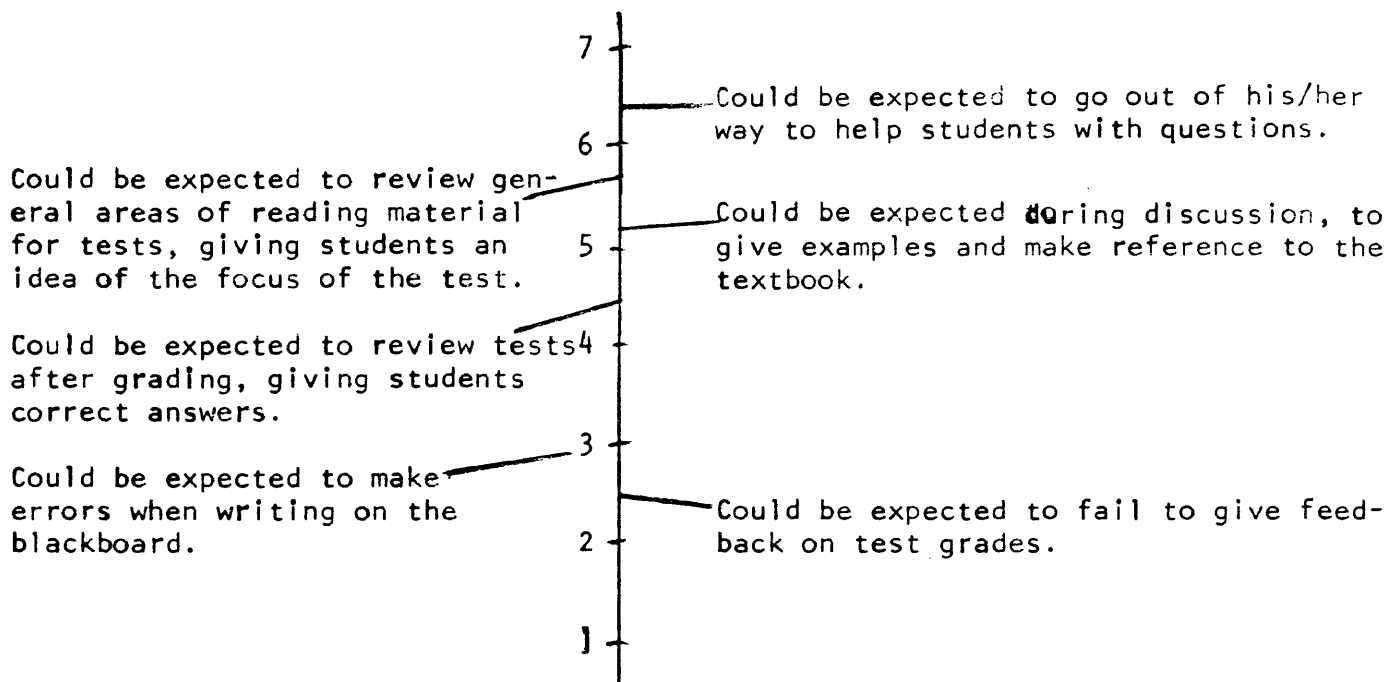 7
Could be expected to go out of his/her
way to help students with questions.
6
Could be expected to review gen-
eral areas of reading material
for tests, giving students an
idea of the focus of the test.
Could be expected during discussion, to
give examples and make reference to the
textbook.
5
Could be expected to review tests
after grading, giving students
correct answers.
4
3
Could be expected to make
errors when writing on the
blackboard.
Could be expected to fail to give feed-
back on test grades.
2
1